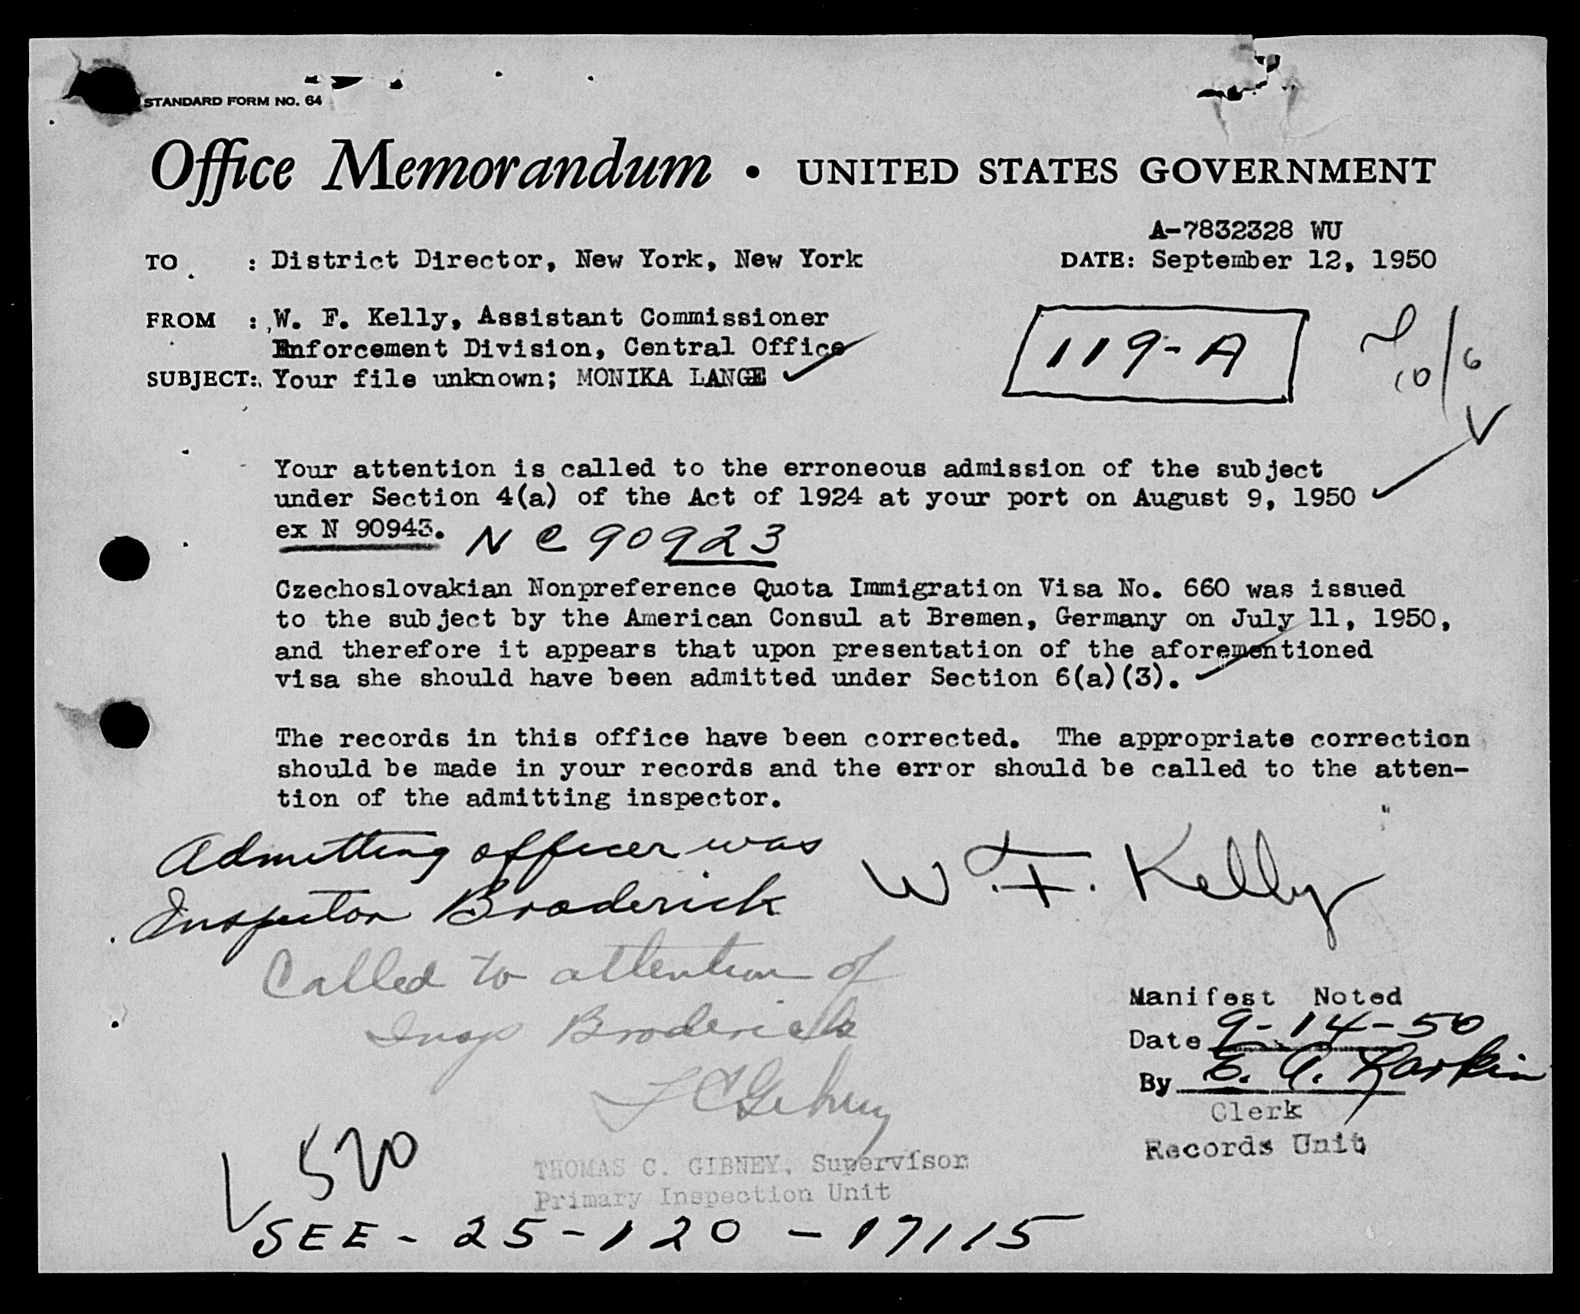 STANDARD FORM NO. 64
Office Memorandum • UNITED STATES GOVERNMENT
A-7832328 WU
TO : District Director, New York, New York
DATE: September 12, 1950
FROM : W. F. Kelly, Assistant Commissioner
Enforcement Division, Central Office
119-A
10/6
SUBJECT: Your file unknown; MONIKA LANGE
Your attention is called to the erroneous admission of the subject
under Section 4(a) of the Act of 1924 at your port on August 9, 1950
ex N 90943. N C 90923
Czechoslovakian Nonpreference Quota Immigration Visa No. 660 was issued
to the subject by the American Consul at Bremen, Germany on July 11, 1950,
and therefore it appears that upon presentation of the aforementioned
visa she should have been admitted under Section 6(a)(3).
The records in this office have been corrected. The appropriate correction
should be made in your records and the error should be called to the atten-
tion of the admitting inspector.
Admitting officer was
Inspector Broderick
W. F. Kelly
Called to attention of
Insp Broderick
T C Gibney
Manifest Noted
Date 9-14-50
By E. A. Larkin
Clerk
Records Unit
THOMAS C. GIBNEY, Supervisor
Primary Inspection Unit
520
SEE - 25-120 - 17115